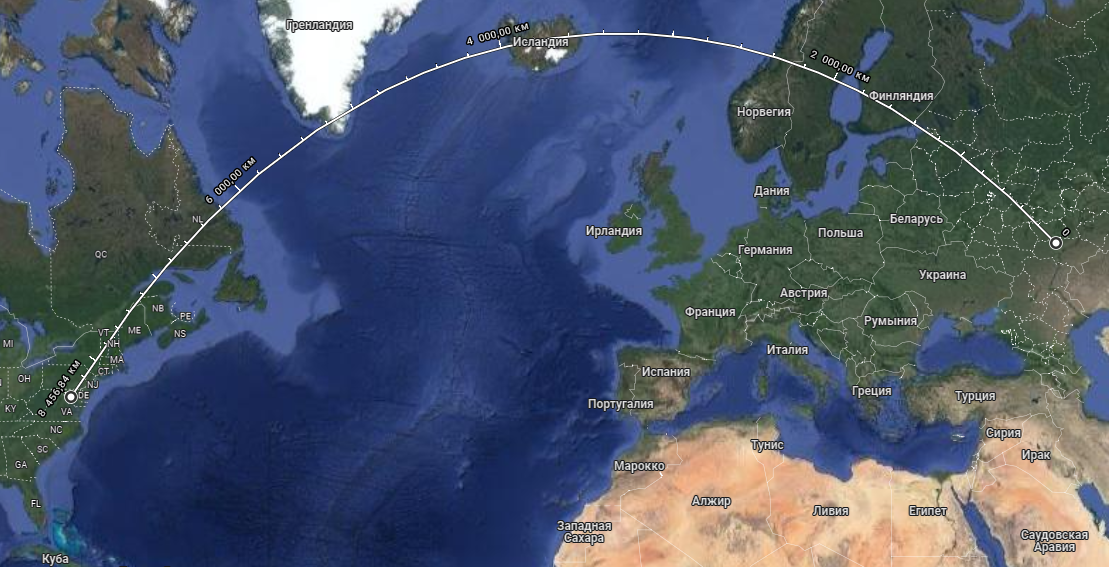 Гренландия
4 000,00 км
Исландия
2 000,00 км
Финляндия
Норвегия
6 000,00 км
Дания
NL
Ирландия
Польша
Беларусь
0
QC
Германия
Украина
Австрия
NB
PE
Франция
Румыния
VT
ME
NS
MI
NH
Италия
MA
CT
OH
Испания
8 456,84 км
NJ
DE
Греция
Турция
KY
VA
Португалия
NC
Сирия
SC
Тунис
Ирак
GA
Марокко
FL
Алжир
Ливия
Египет
Западная
Сахара
Саудовская
Аравия
Куба